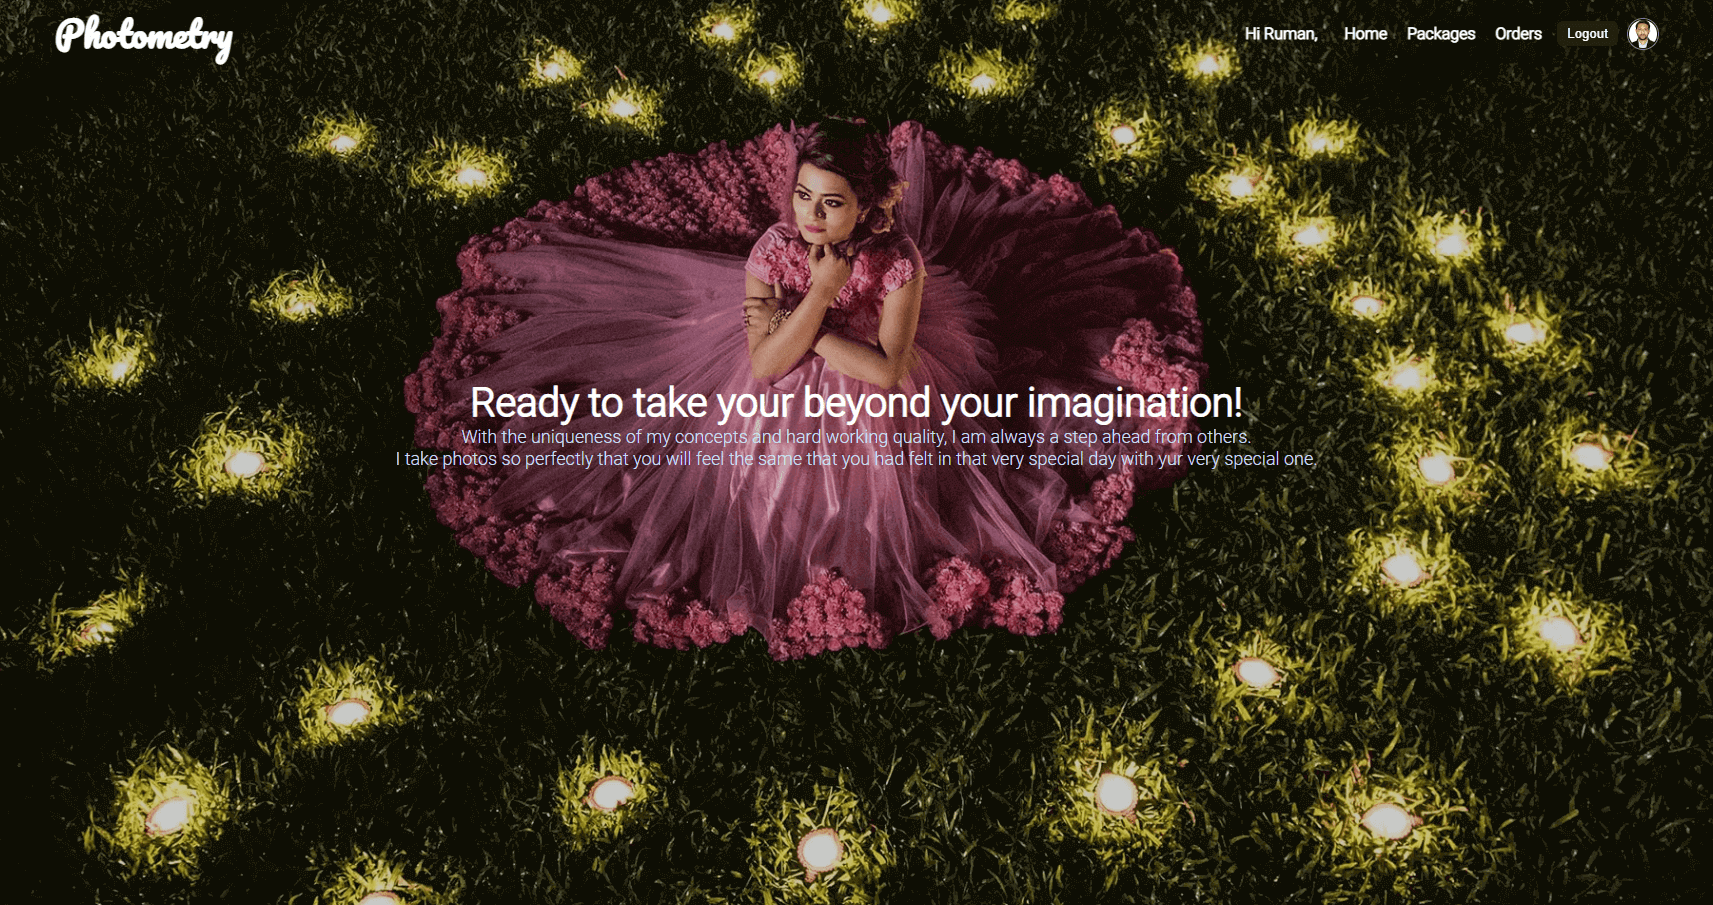 Photometry
Hi Ruman, Home Packages Orders Logout
Ready to take your beyond your imagination!
With the uniqueness of my concepts and hard working quality, I am always a step ahead from others.
I take photos so perfectly that you will feel the same that you had felt in that very special day with yur very special one.